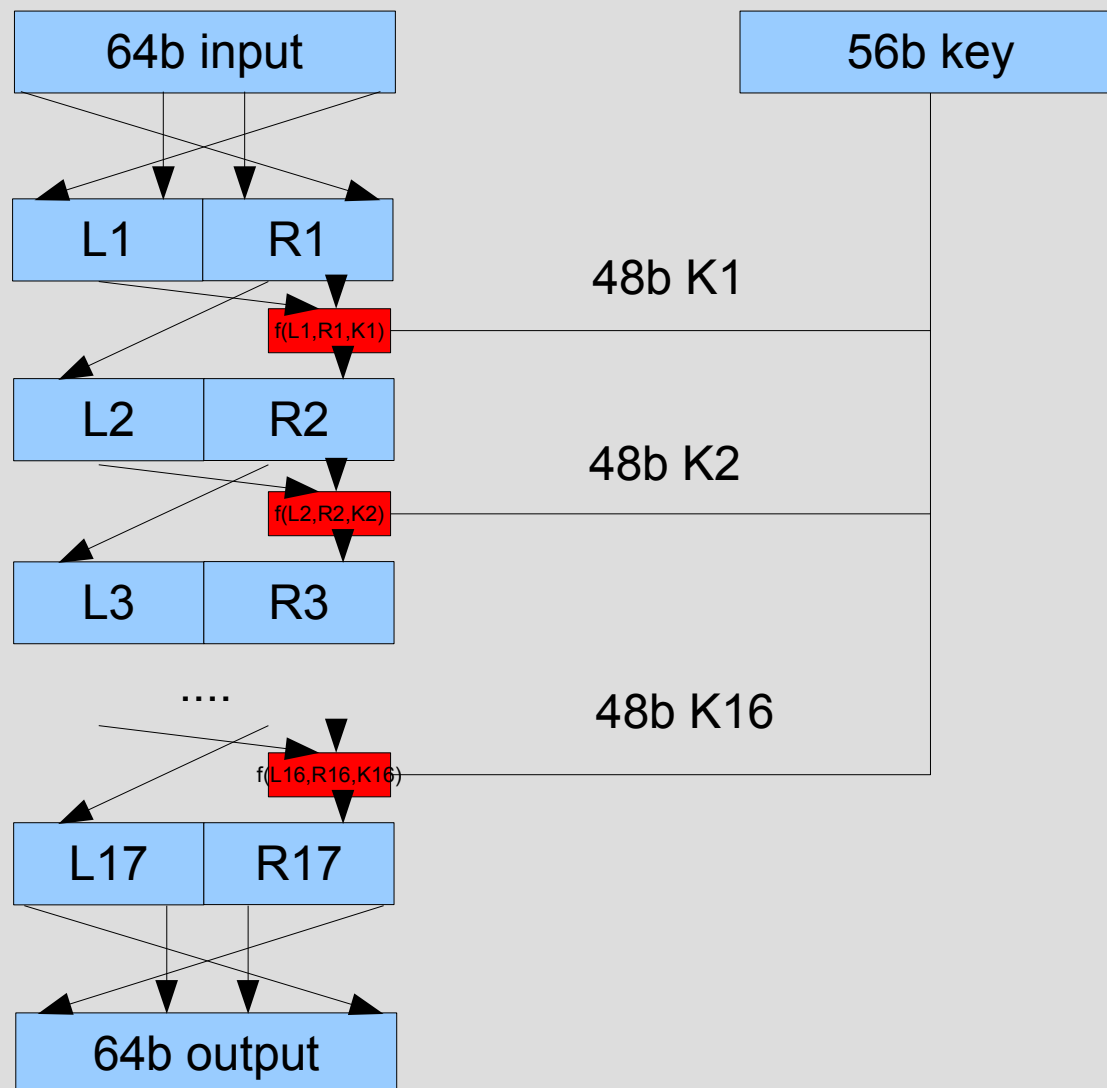 64b input
56b key
L1
R1
48b K1
f(L1,R1,K1)
L2
R2
48b K2
f(L2,R2,K2)
L3
R3
....
48b K16
f(L16,R16,K16)
L17
R17
64b output